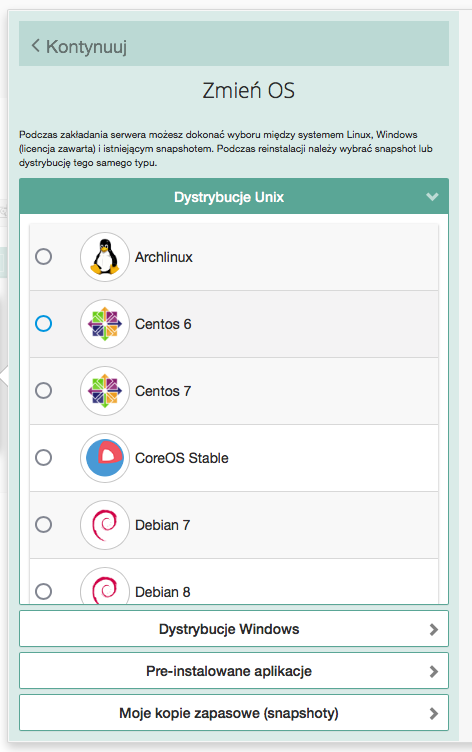 Kontynuuj
Zmień OS
Podczas zakładania serwera możesz dokonać wyboru między systemem Linux, Windows
(licencja zawarta) i istniejącym snapshotem. Podczas reinstalacji należy wybrać snapshot lub
dystrybucję tego samego typu.
Dystrybucje Unix
Archlinux
Centos 6
Centos 7
CoreOS Stable
Debian 7
Debian 8
Dystrybucje Windows
Pre-instalowane aplikacje
Moje kopie zapasowe (snapshoty)